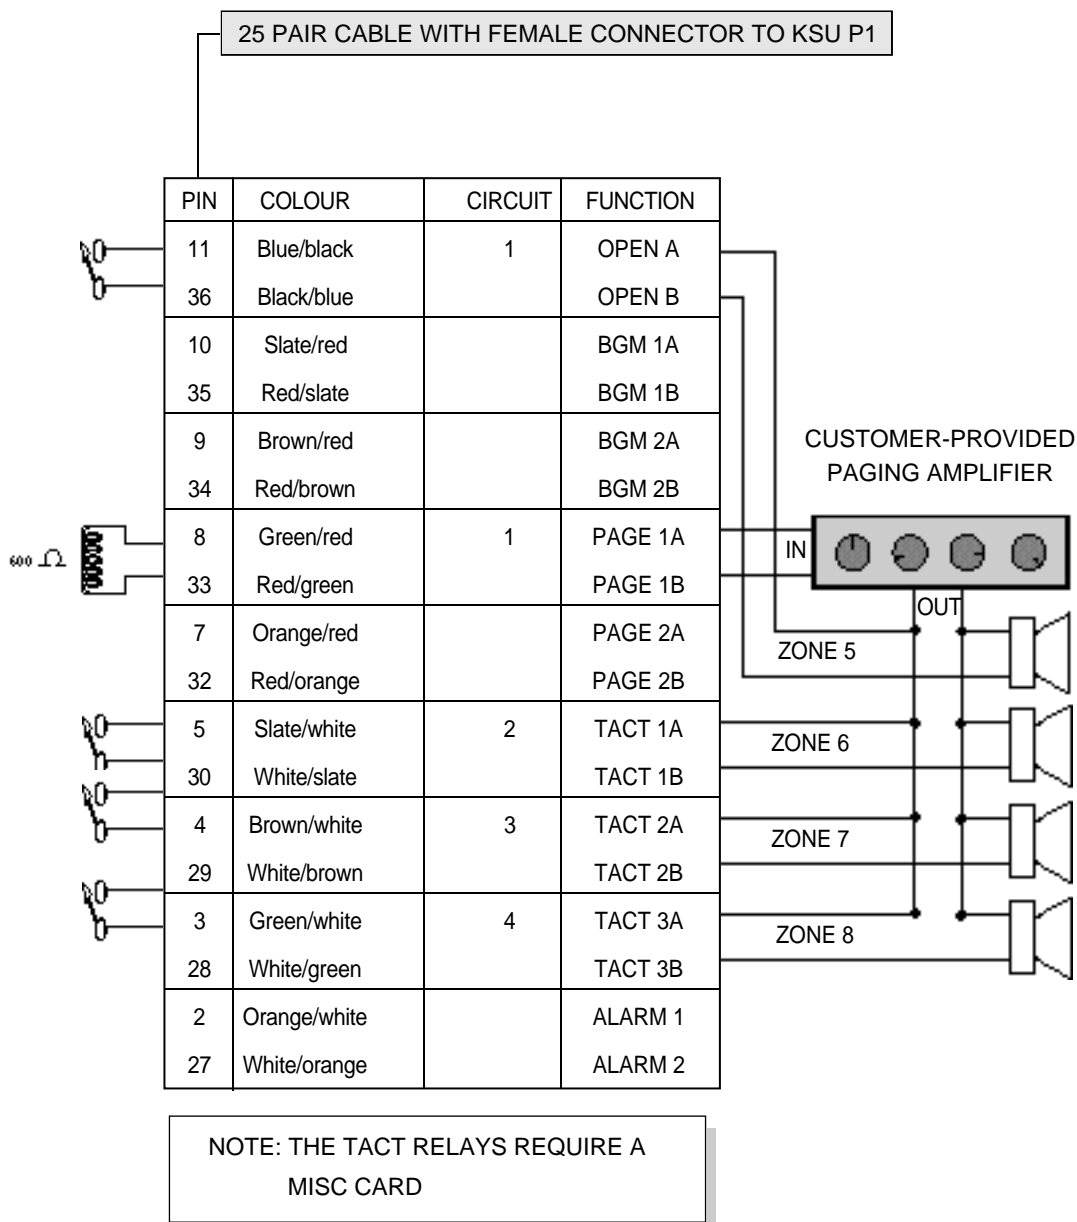 25 PAIR CABLE WITH FEMALE CONNECTOR TO KSU P1
PIN COLOUR CIRCUIT FUNCTION
11 Blue/black 1 OPEN A
36 Black/blue OPEN B
10 Slate/red BGM 1A
35 Red/slate BGM 1B
9 Brown/red BGM 2A
34 Red/brown BGM 2B
8 Green/red 1 PAGE 1A
33 Red/green PAGE 1B
7 Orange/red PAGE 2A
32 Red/orange PAGE 2B
5 Slate/white 2 TACT 1A
30 White/slate TACT 1B
4 Brown/white 3 TACT 2A
29 White/brown TACT 2B
3 Green/white 4 TACT 3A
28 White/green TACT 3B
2 Orange/white ALARM 1
27 White/orange ALARM 2
600 Ω
CUSTOMER-PROVIDED
PAGING AMPLIFIER
IN
OUT
ZONE 5
ZONE 6
ZONE 7
ZONE 8
NOTE: THE TACT RELAYS REQUIRE A
MISC CARD